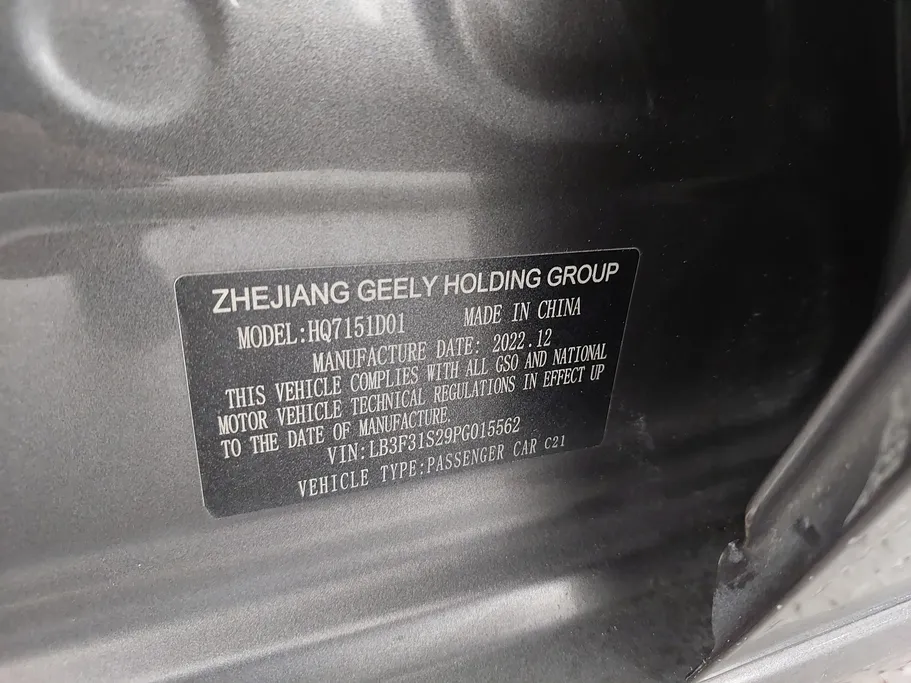 ZHEJIANG GEELY HOLDING GROUP
MODEL:HQ7151D01 MADE IN CHINA
MANUFACTURE DATE: 2022.12
THIS VEHICLE COMPLIES WITH ALL GSO AND NATIONAL
MOTOR VEHICLE TECHNICAL REGULATIONS IN EFFECT UP
TO THE DATE OF MANUFACTURE
VIN:LB3F31S29PG015562
VEHICLE TYPE:PASSENGER CAR C21